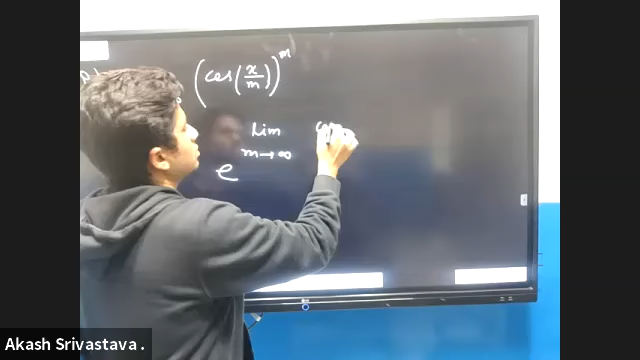 (cos(x/m))^m
Lim
m→∞
e
Akash Srivastava .